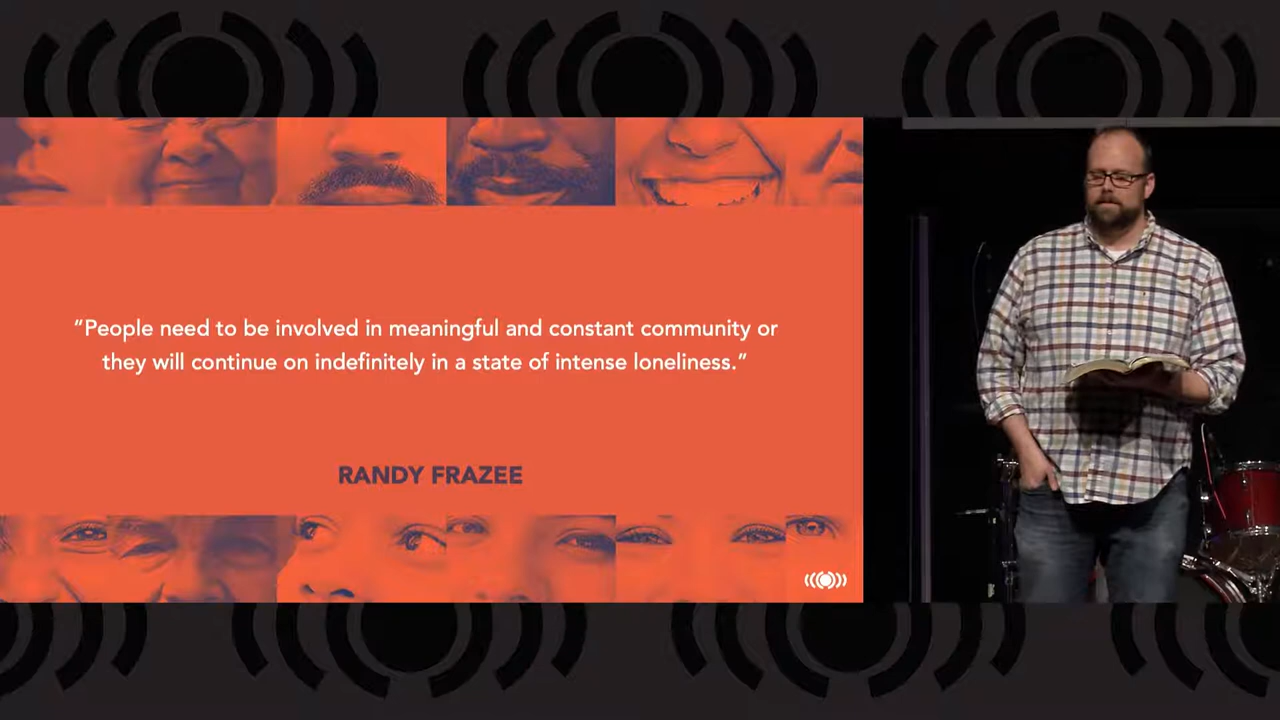 “People need to be involved in meaningful and constant community or
they will continue on indefinitely in a state of intense loneliness.”
RANDY FRAZEE